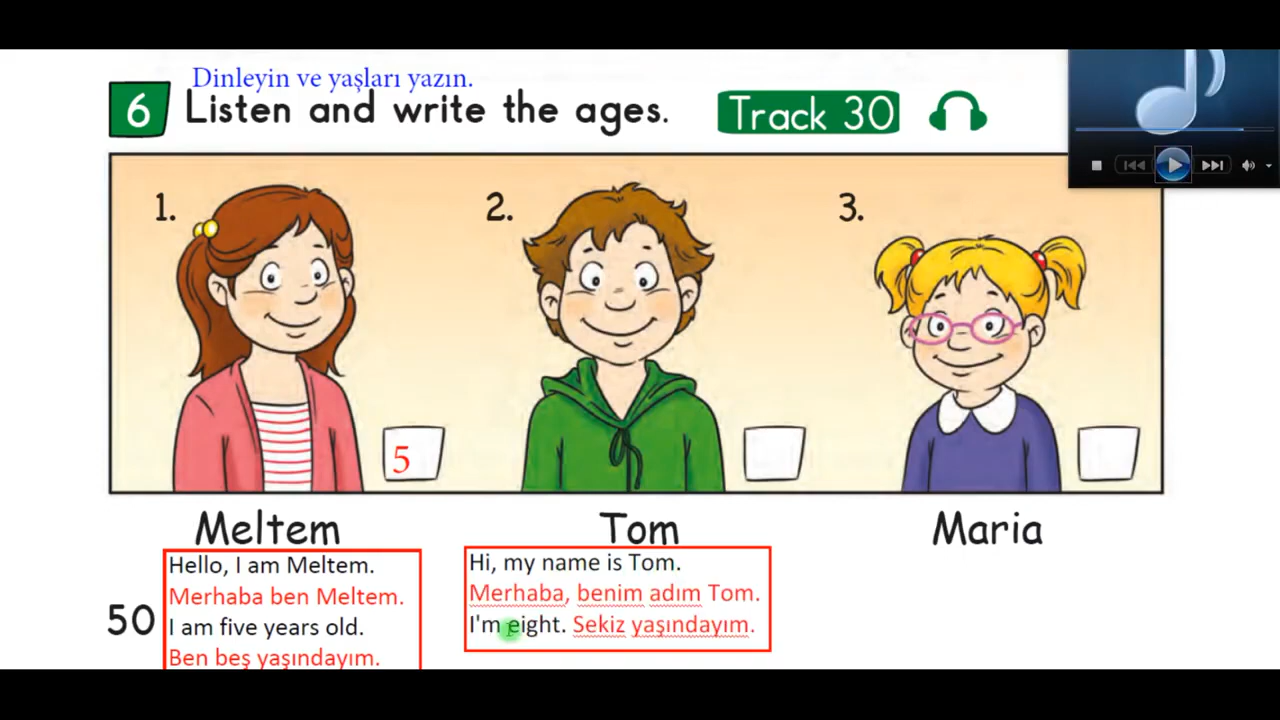 Dinleyin ve yaşları yazın.
6 Listen and write the ages. Track 30
1. 2. 3.
5
Meltem Tom Maria
Hello, I am Meltem.
Merhaba ben Meltem.
I am five years old.
Ben beş yaşındayım.
Hi, my name is Tom.
Merhaba, benim adım Tom.
I'm eight. Sekiz yaşındayım.
50